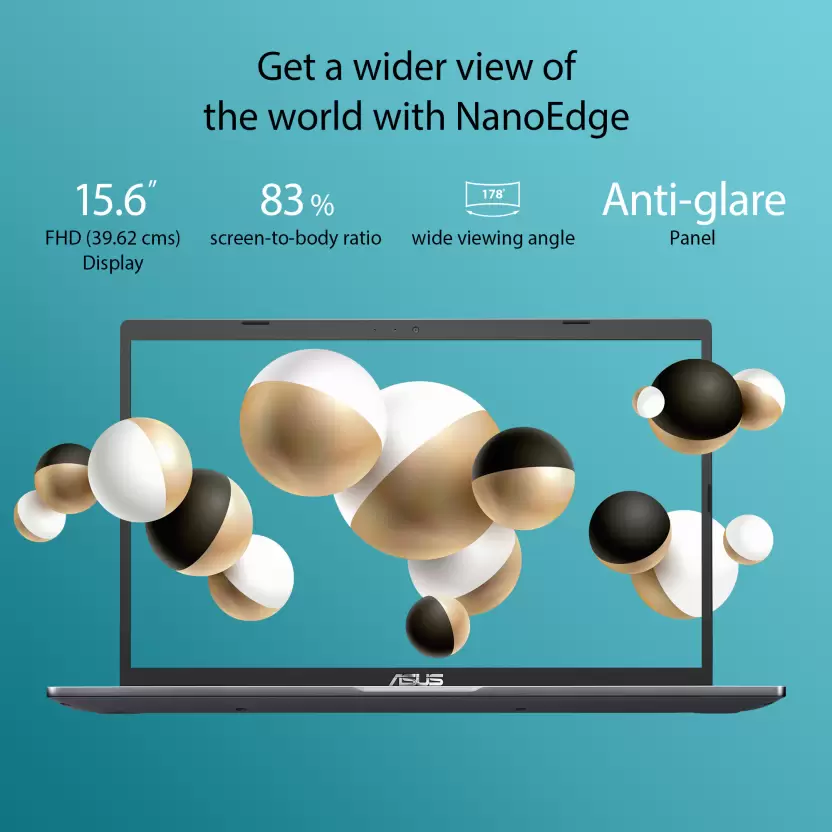 Get a wider view of
the world with NanoEdge
15.6″
FHD (39.62 cms)
Display
83 %
screen-to-body ratio
178°
wide viewing angle
Anti-glare
Panel
ASUS